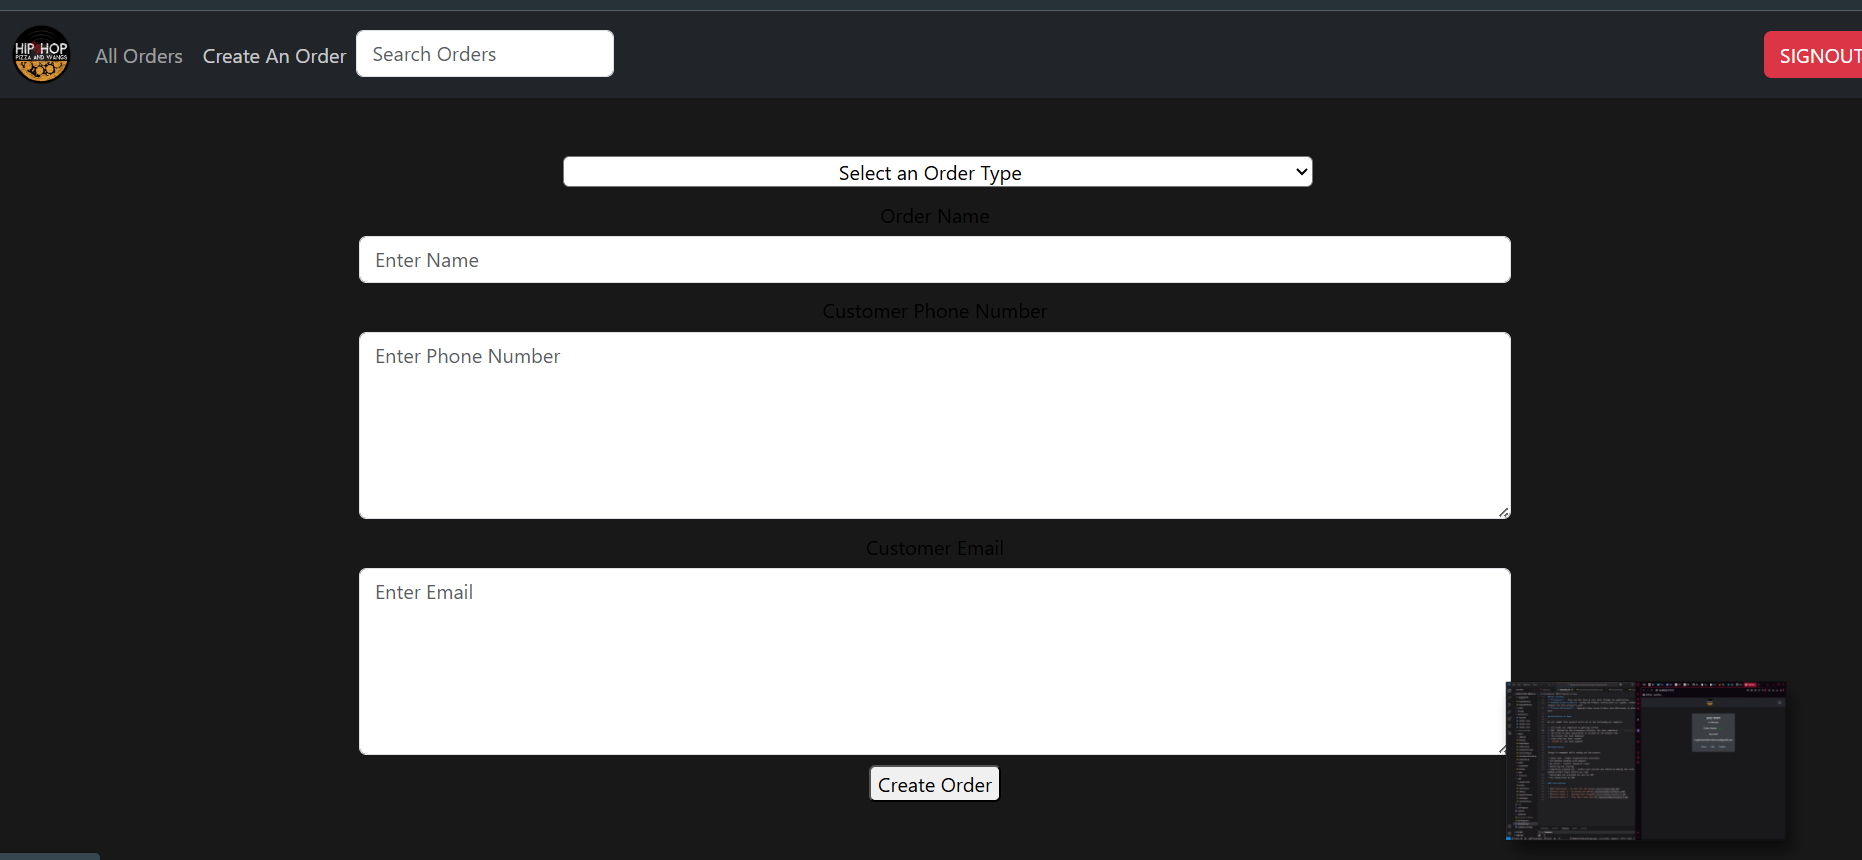 HIP HOP
PIZZA AND WANGS
All Orders
Create An Order
Search Orders
SIGNOUT
Select an Order Type
Order Name
Enter Name
Customer Phone Number
Enter Phone Number
Customer Email
Enter Email
Create Order